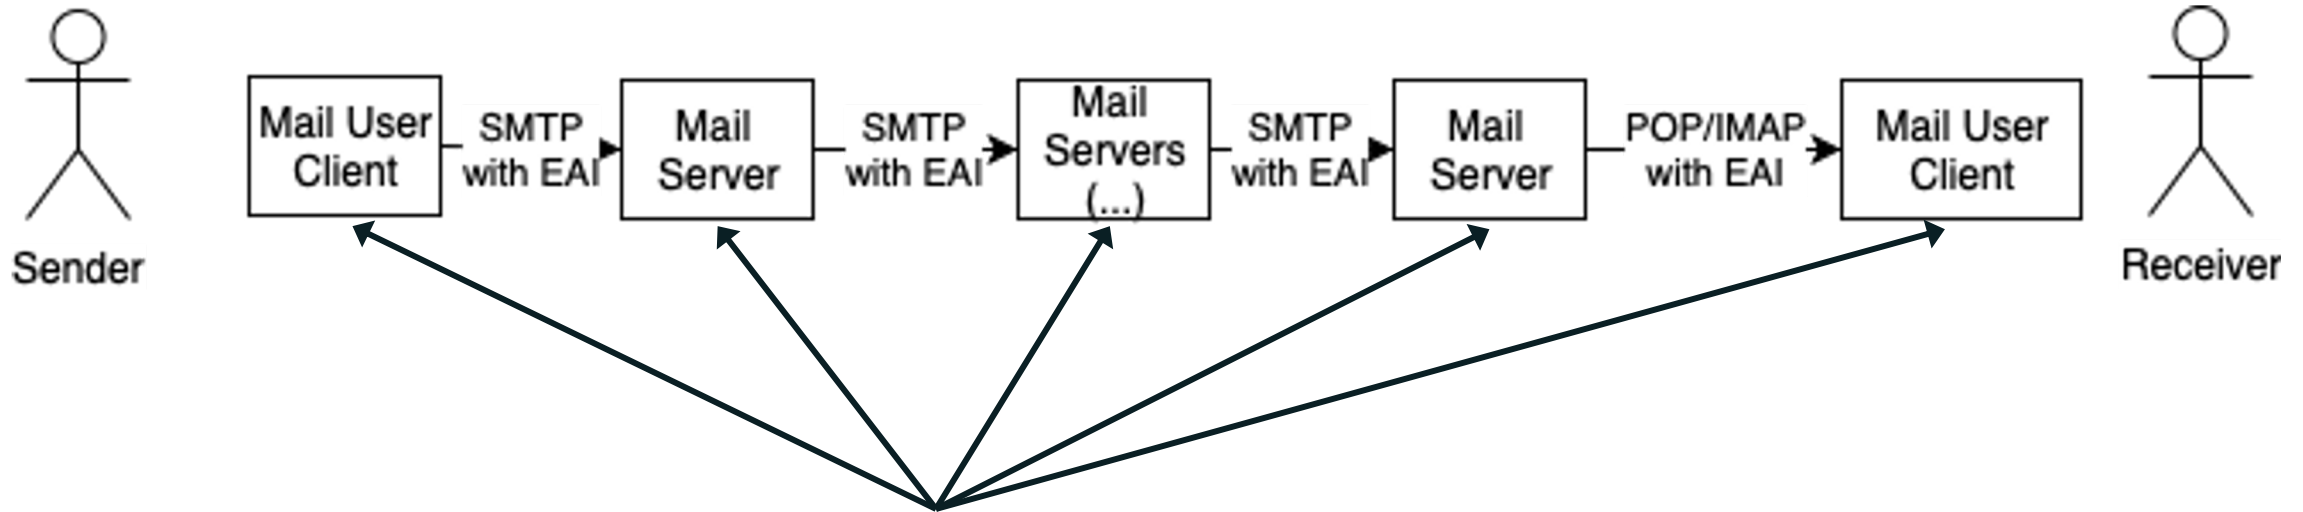 Sender
Mail User
Client
SMTP
with EAI
Mail
Server
SMTP
with EAI
Mail
Servers
(...)
SMTP
with EAI
Mail
Server
POP/IMAP
with EAI
Mail User
Client
Receiver